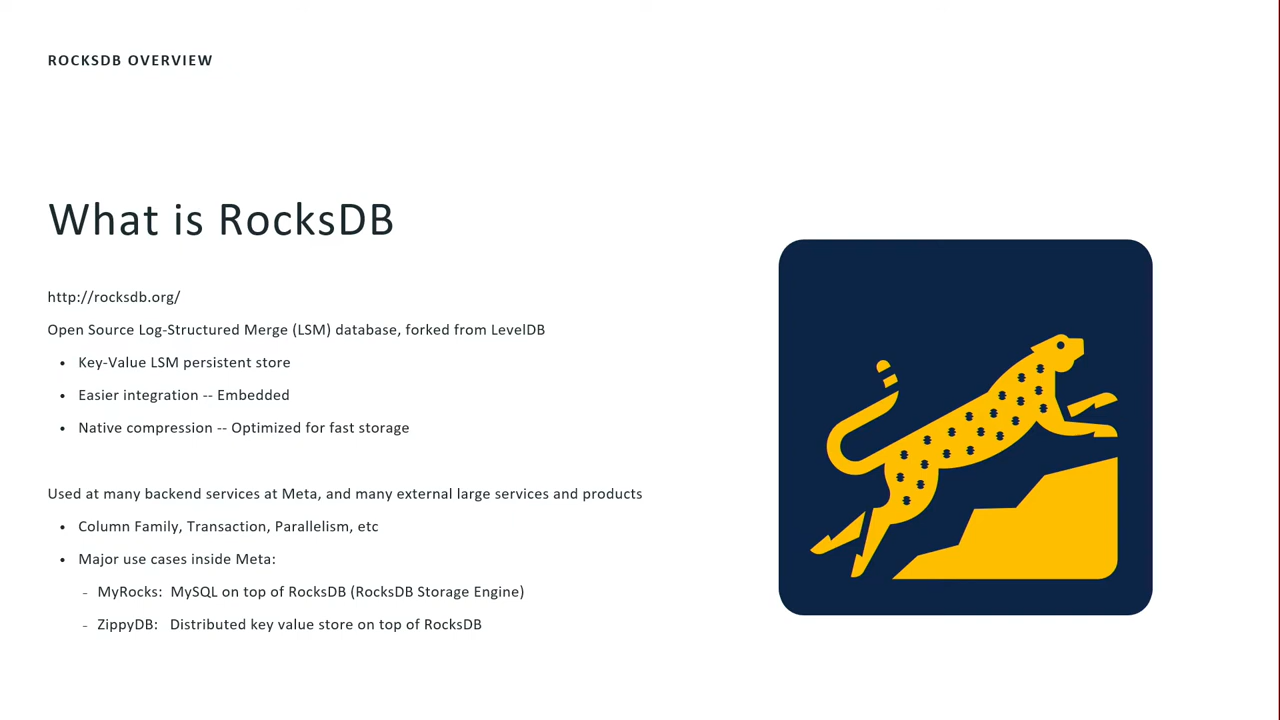 ROCKSDB OVERVIEW
What is RocksDB
http://rocksdb.org/
Open Source Log-Structured Merge (LSM) database, forked from LevelDB
• Key-Value LSM persistent store
• Easier integration -- Embedded
• Native compression -- Optimized for fast storage
Used at many backend services at Meta, and many external large services and products
• Column Family, Transaction, Parallelism, etc
• Major use cases inside Meta:
- MyRocks: MySQL on top of RocksDB (RocksDB Storage Engine)
- ZippyDB: Distributed key value store on top of RocksDB